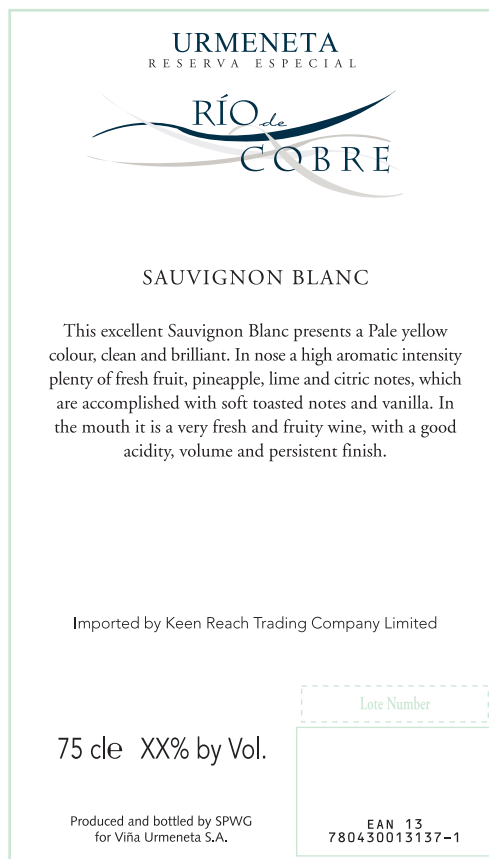 URMENETA
RESERVA ESPECIAL
RÍO de
COBRE
SAUVIGNON BLANC
This excellent Sauvignon Blanc presents a Pale yellow
colour, clean and brilliant. In nose a high aromatic intensity
plenty of fresh fruit, pineapple, lime and citric notes, which
are accomplished with soft toasted notes and vanilla. In
the mouth it is a very fresh and fruity wine, with a good
acidity, volume and persistent finish.
Imported by Keen Reach Trading Company Limited
Lote Number
75 cle XX% by Vol.
Produced and bottled by SPWG
for Viña Urmeneta S.A.
EAN 13
780430013137-1